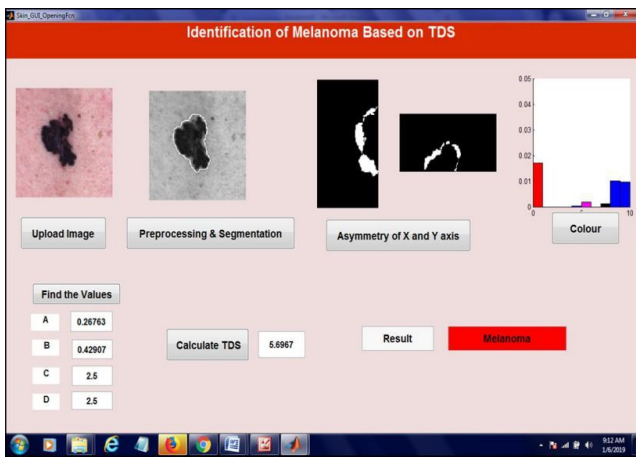 Skin_GUI_OpeningFcn
Identification of Melanoma Based on TDS
0.05
0.04
0.03
0.02
0.01
0
0
10
Upload Image
Preprocessing & Segmentation
Asymmetry of X and Y axis
Colour
Find the Values
A 0.26763
B 0.42907
C 2.5
D 2.5
Calculate TDS 5.6967
Result Melanoma
9:12 AM
1/6/2019